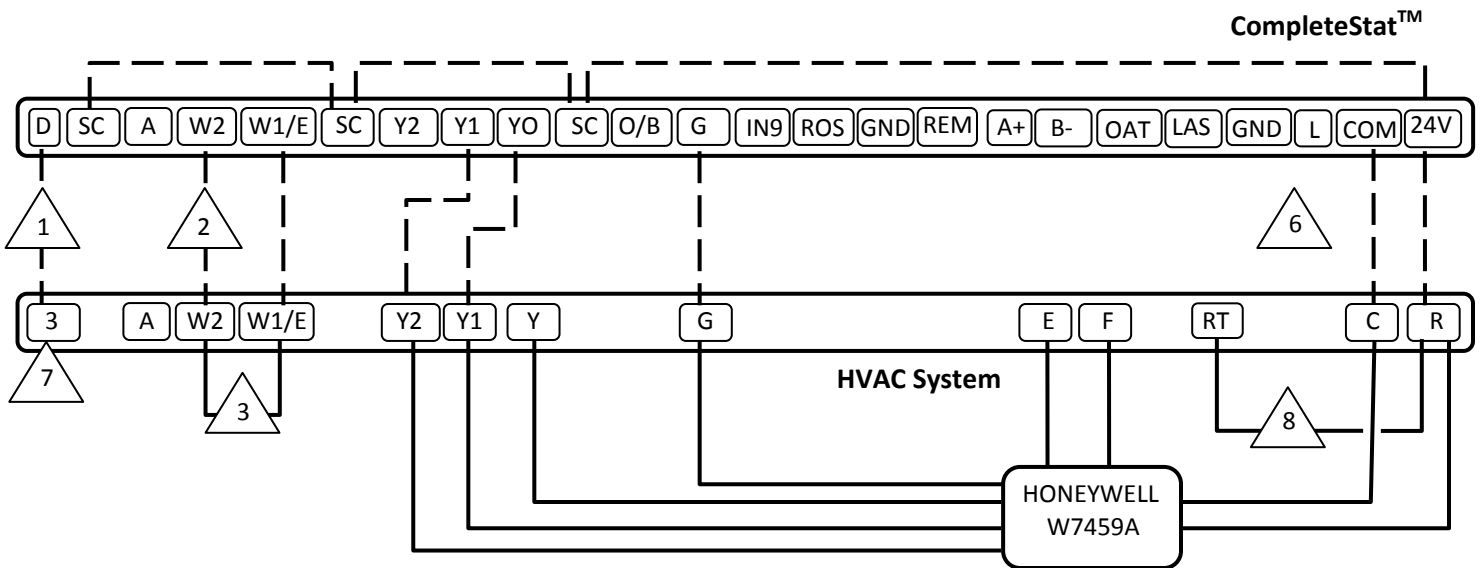 CompleteStat™
D SC A W2 W1/E SC Y2 Y1 YO SC O/B G IN9 ROS GND REM A+ B- OAT LAS GND L COM 24V
1 2 6
3 A W2 W1/E Y2 Y1 Y G E F RT C R
7 3 HVAC System 8
HONEYWELL
W7459A